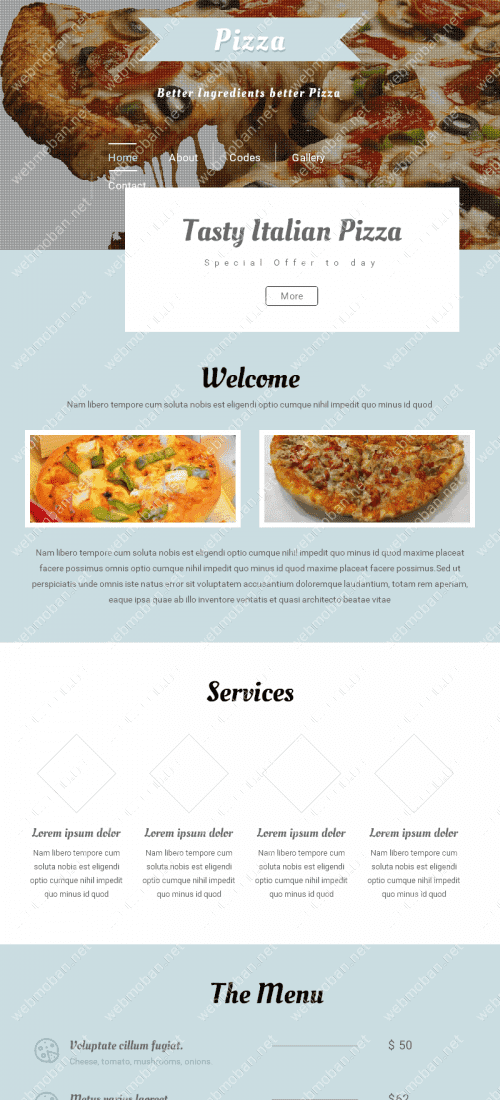 Pizza
Better Ingredients better Pizza
Home About Codes Gallery
Contact
Tasty Italian Pizza
Special Offer to day
More
Welcome
Nam libero tempore cum soluta nobis est eligendi optio cumque nihil impedit quo minus id quod
Nam libero tempore cum soluta nobis est eligendi optio cumque nihil impedit quo minus id quod maxime placeat
facere possimus omnis optio cumque nihil impedit quo minus id quod maxime placeat facere possimus.Sed ut
perspiciatis unde omnis iste natus error sit voluptatem accusantium doloremque laudantium, totam rem aperiam,
eaque ipsa quae ab illo inventore veritatis et quasi architecto beatae vitae
Services
Lorem ipsum dolor Lorem ipsum dolor Lorem ipsum dolor Lorem ipsum dolor
Nam libero tempore cum Nam libero tempore cum Nam libero tempore cum Nam libero tempore cum
soluta nobis est eligendi soluta nobis est eligendi soluta nobis est eligendi soluta nobis est eligendi
optio cumque nihil impedit optio cumque nihil impedit optio cumque nihil impedit optio cumque nihil impedit
quo minus id quod quo minus id quod quo minus id quod quo minus id quod
The Menu
Voluptate cillum fugiat. $ 50
Cheese, tomato, mushrooms, onions.
$62
webmoban.net